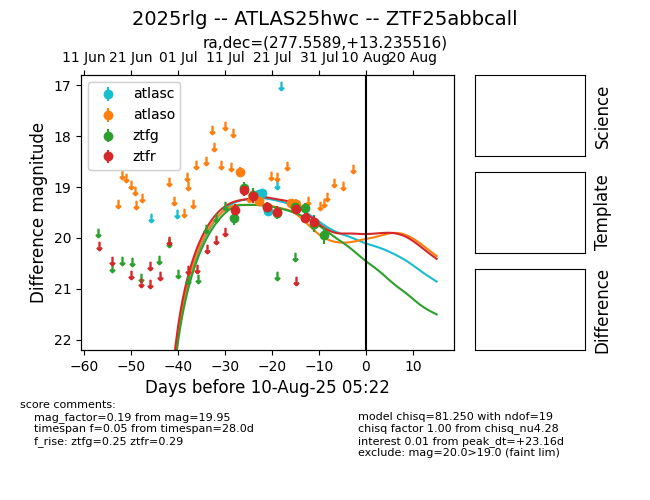 2025rlg -- ATLAS25hwc -- ZTF25abbcall
ra,dec=(277.5589,+13.235516)
11 Jun 21 Jun 01 Jul 11 Jul 21 Jul 31 Jul 10 Aug 20 Aug
17
18
19
20
21
22
Difference magnitude
atlasc
atlaso
ztfg
ztfr
−60 −50 −40 −30 −20 −10 0 10
Days before 10-Aug-25 05:22
Science
Template
Difference
score comments:
mag_factor=0.19 from mag=19.95
timespan f=0.05 from timespan=28.0d
f_rise: ztfg=0.25 ztfr=0.29
model chisq=81.250 with ndof=19
chisq factor 1.00 from chisq_nu4.28
interest 0.01 from peak_dt=+23.16d
exclude: mag=20.0>19.0 (faint lim)